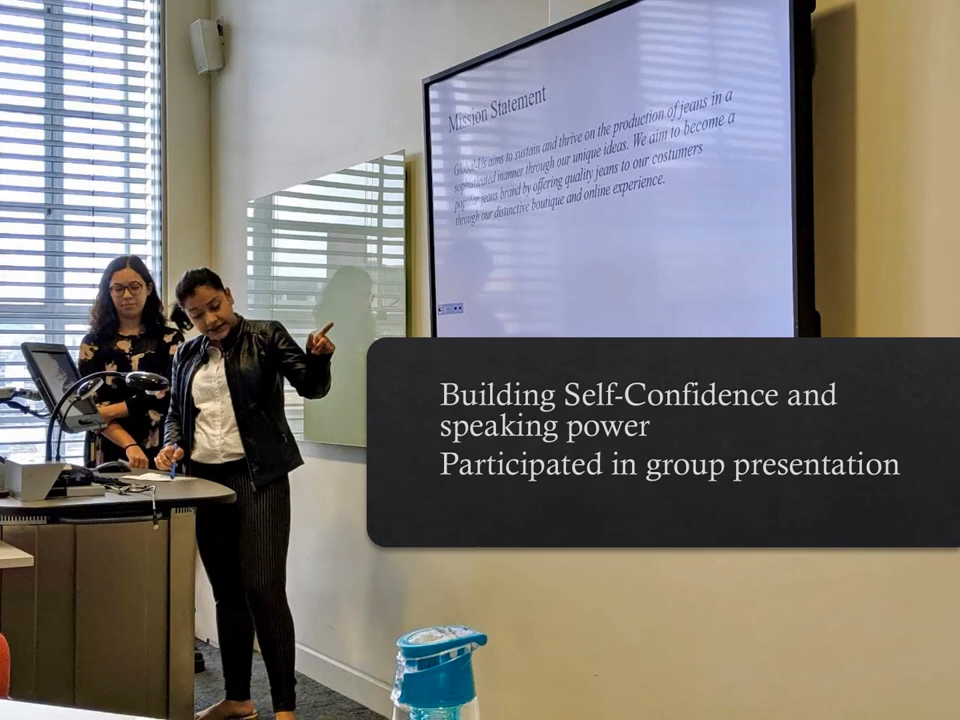 Mission Statement
Global-Us aims to sustain and thrive on the production of jeans in a
sophisticated manner through our unique ideas. We aim to become a
popular jeans brand by offering quality jeans to our costumers
through our distinctive boutique and online experience.
Building Self-Confidence and
speaking power
Participated in group presentation